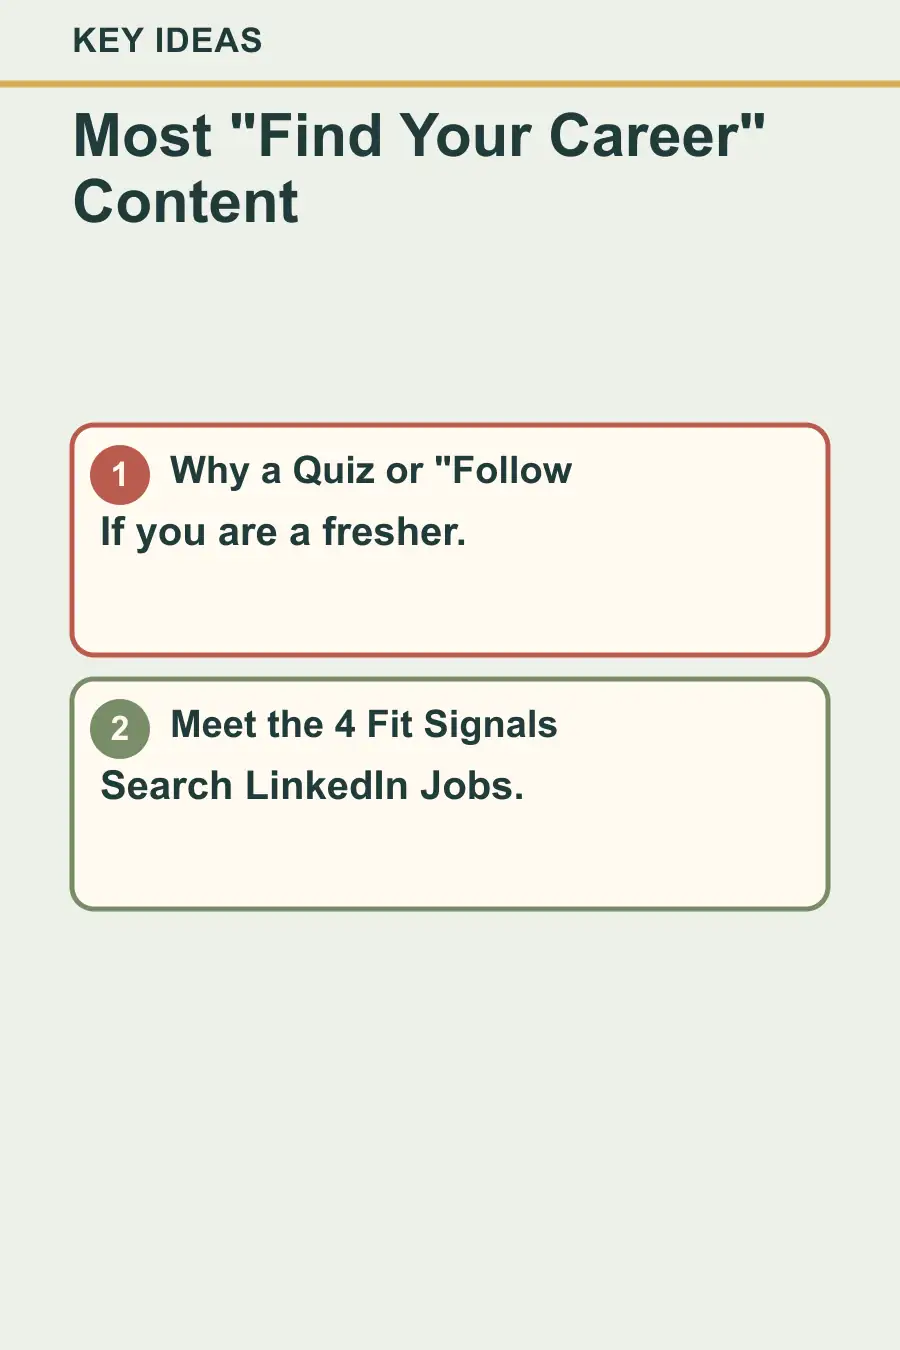 KEY IDEAS
Most "Find Your Career"
Content
1 Why a Quiz or "Follow
If you are a fresher.
2 Meet the 4 Fit Signals
Search LinkedIn Jobs.